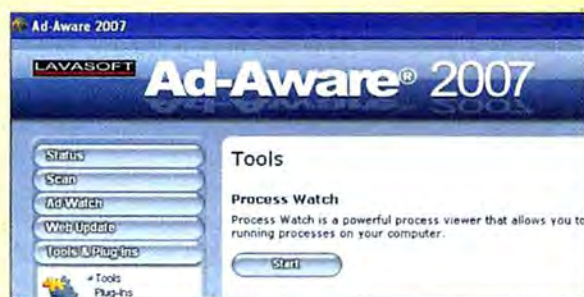 Ad-Aware 2007
LAVASOFT Ad-Aware® 2007
Status
Scan
Ad-Watch
Web Update
Tools & Plug-Ins
Tools
Plug-Ins
Tools
Process Watch
Process Watch is a powerful process viewer that allows you to
running processes on your computer.
Start